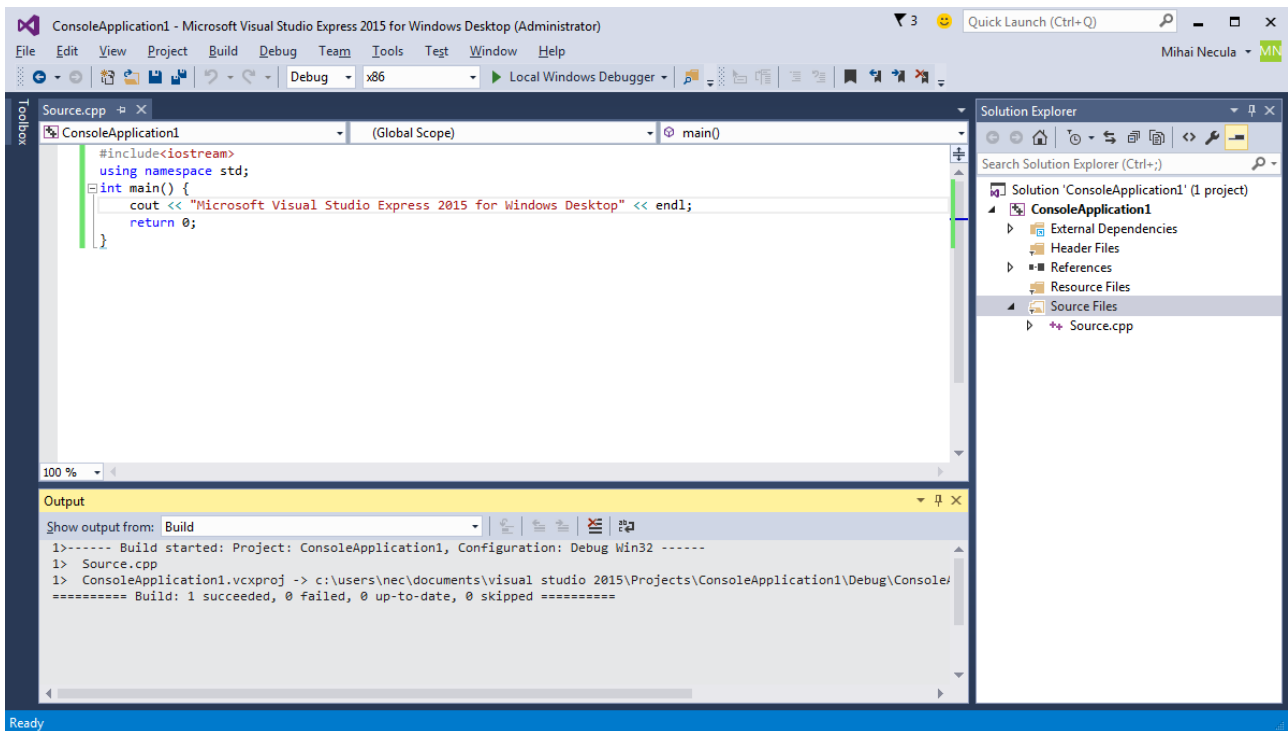 ConsoleApplication1 - Microsoft Visual Studio Express 2015 for Windows Desktop (Administrator)
3
Quick Launch (Ctrl+Q)
File Edit View Project Build Debug Team Tools Test Window Help
Mihai Necula MN
Debug x86 Local Windows Debugger
Toolbox
Source.cpp
ConsoleApplication1 (Global Scope) main()
#include<iostream>
using namespace std;
int main() {
cout << "Microsoft Visual Studio Express 2015 for Windows Desktop" << endl;
return 0;
}
100 %
Output
Show output from: Build
1>------ Build started: Project: ConsoleApplication1, Configuration: Debug Win32 ------
1> Source.cpp
1> ConsoleApplication1.vcxproj -> c:\users\nec\documents\visual studio 2015\Projects\ConsoleApplication1\Debug\Console
========== Build: 1 succeeded, 0 failed, 0 up-to-date, 0 skipped ==========
Solution Explorer
Search Solution Explorer (Ctrl+;)
Solution 'ConsoleApplication1' (1 project)
ConsoleApplication1
External Dependencies
Header Files
References
Resource Files
Source Files
Source.cpp
Ready